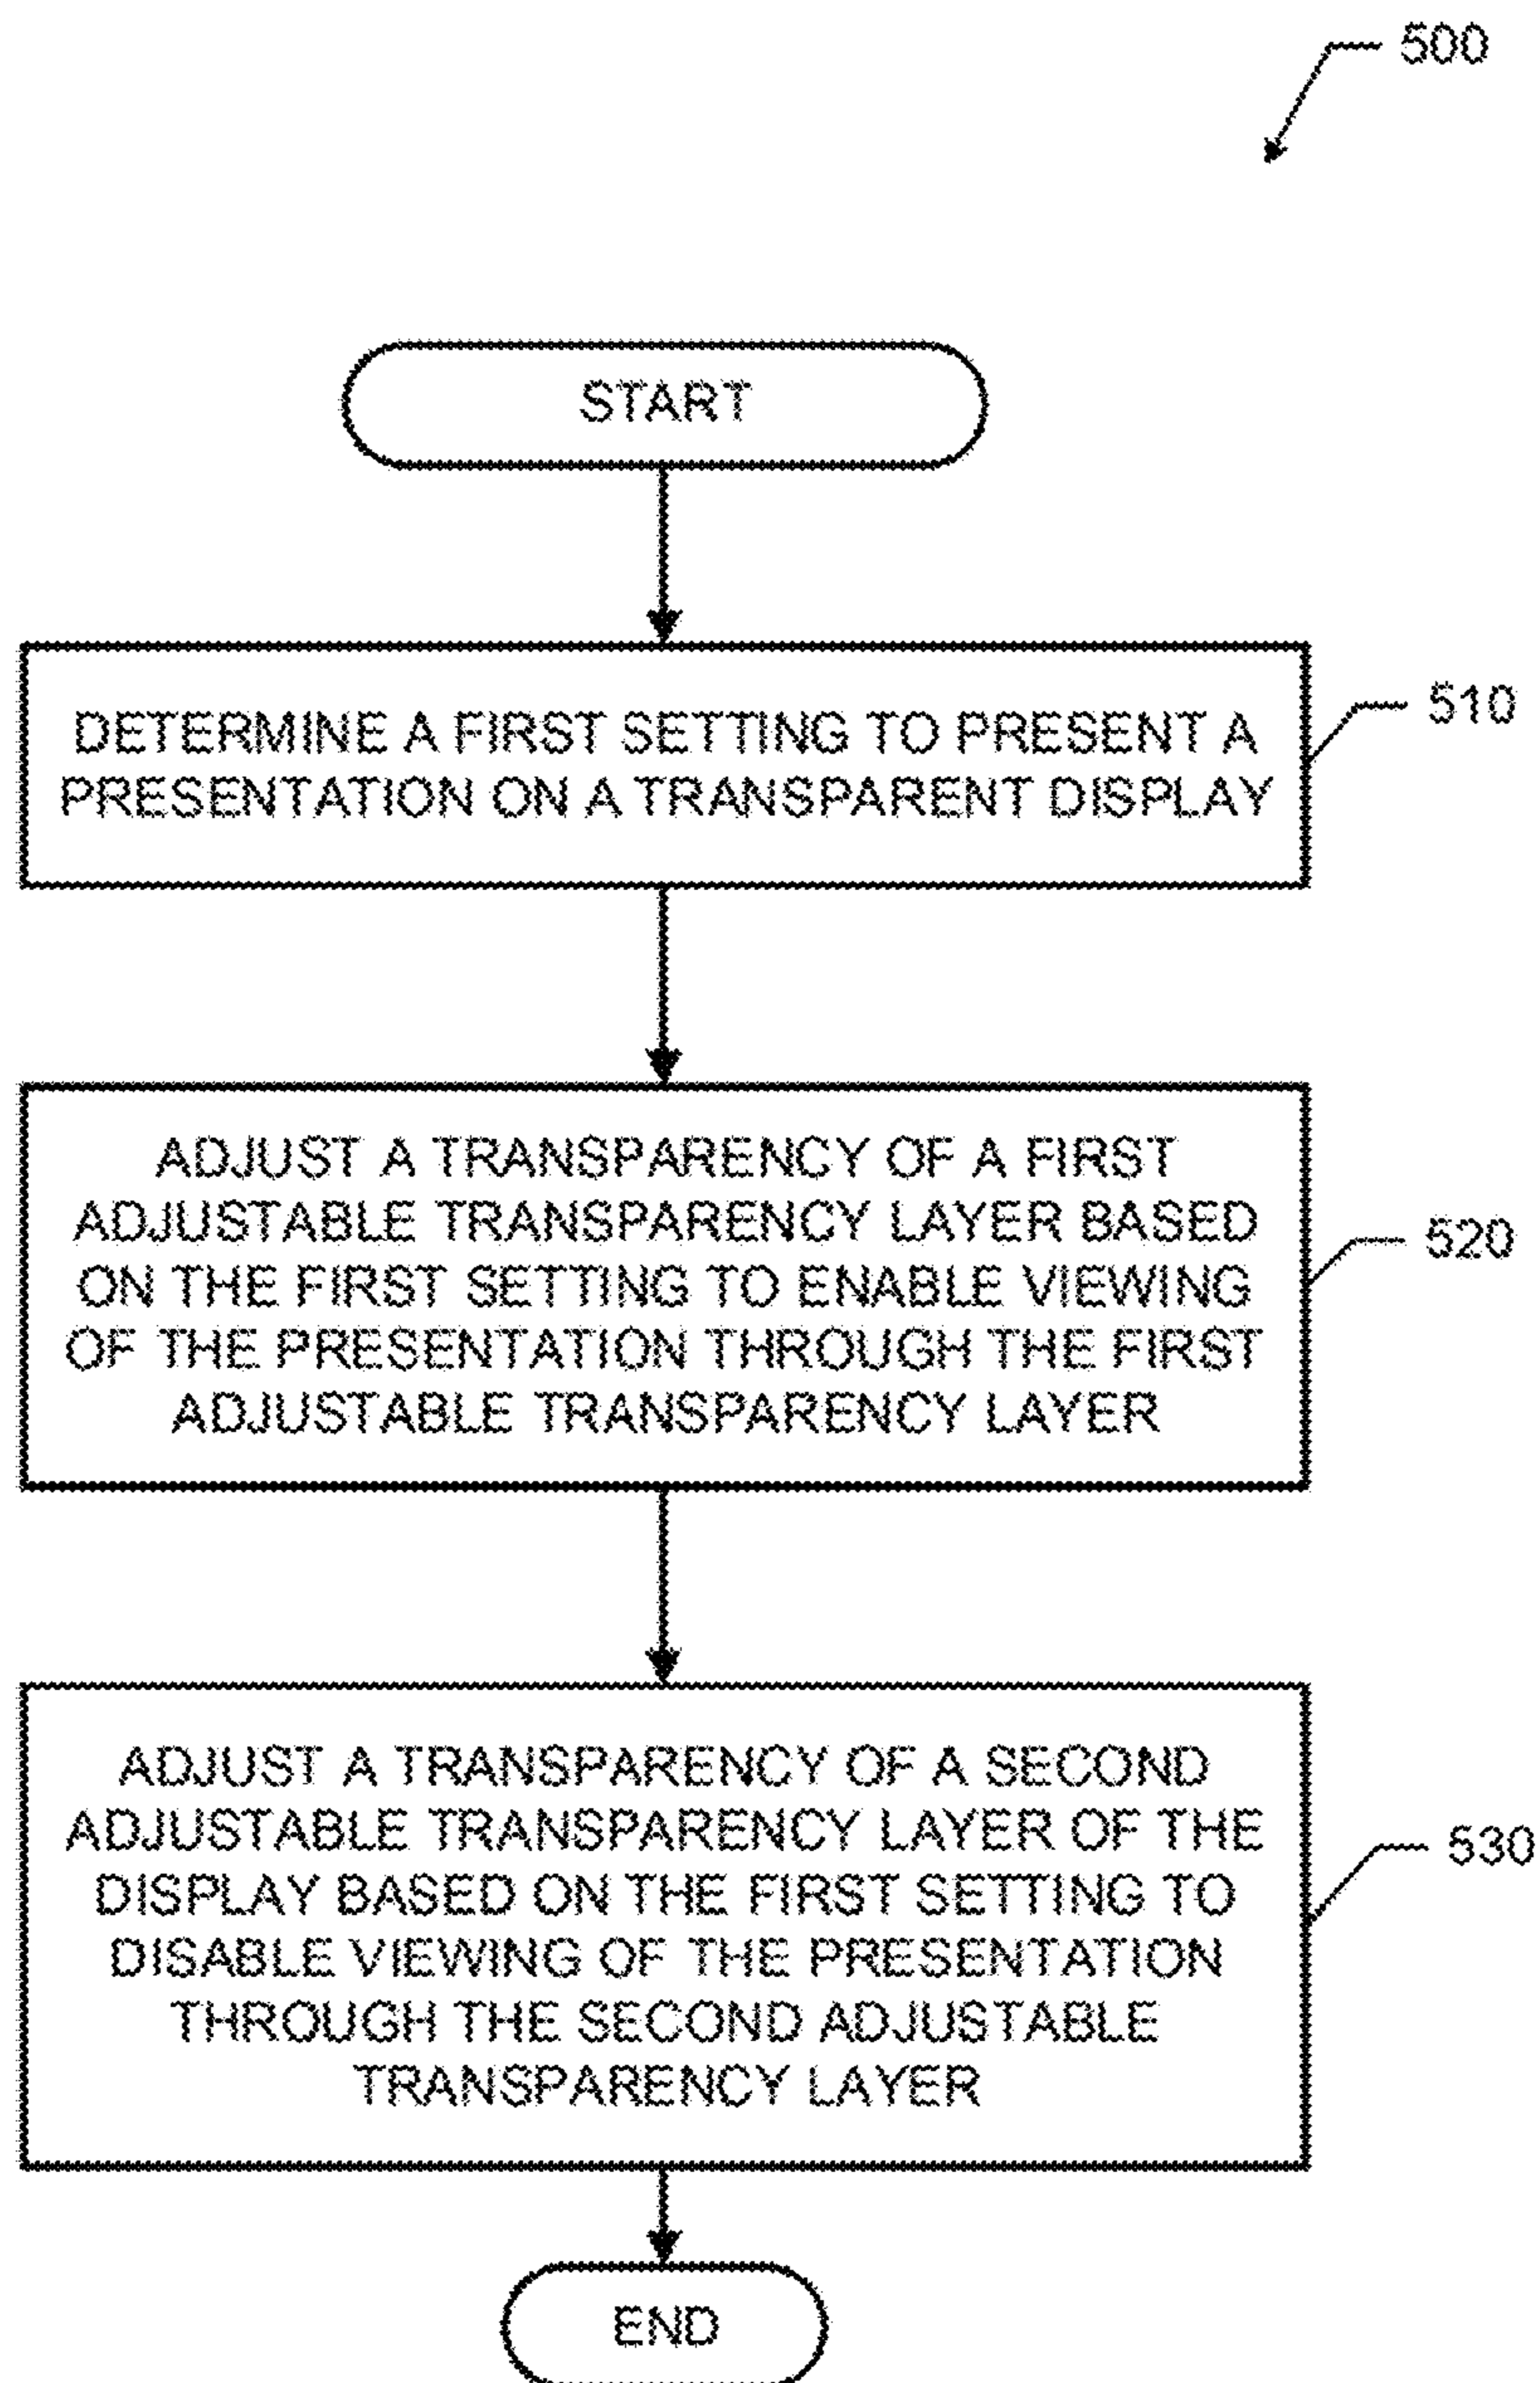 500
START
DETERMINE A FIRST SETTING TO PRESENT A
PRESENTATION ON A TRANSPARENT DISPLAY
510
ADJUST A TRANSPARENCY OF A FIRST
ADJUSTABLE TRANSPARENCY LAYER BASED
ON THE FIRST SETTING TO ENABLE VIEWING
OF THE PRESENTATION THROUGH THE FIRST
ADJUSTABLE TRANSPARENCY LAYER
520
ADJUST A TRANSPARENCY OF A SECOND
ADJUSTABLE TRANSPARENCY LAYER OF THE
DISPLAY BASED ON THE FIRST SETTING TO
DISABLE VIEWING OF THE PRESENTATION
THROUGH THE SECOND ADJUSTABLE
TRANSPARENCY LAYER
530
END